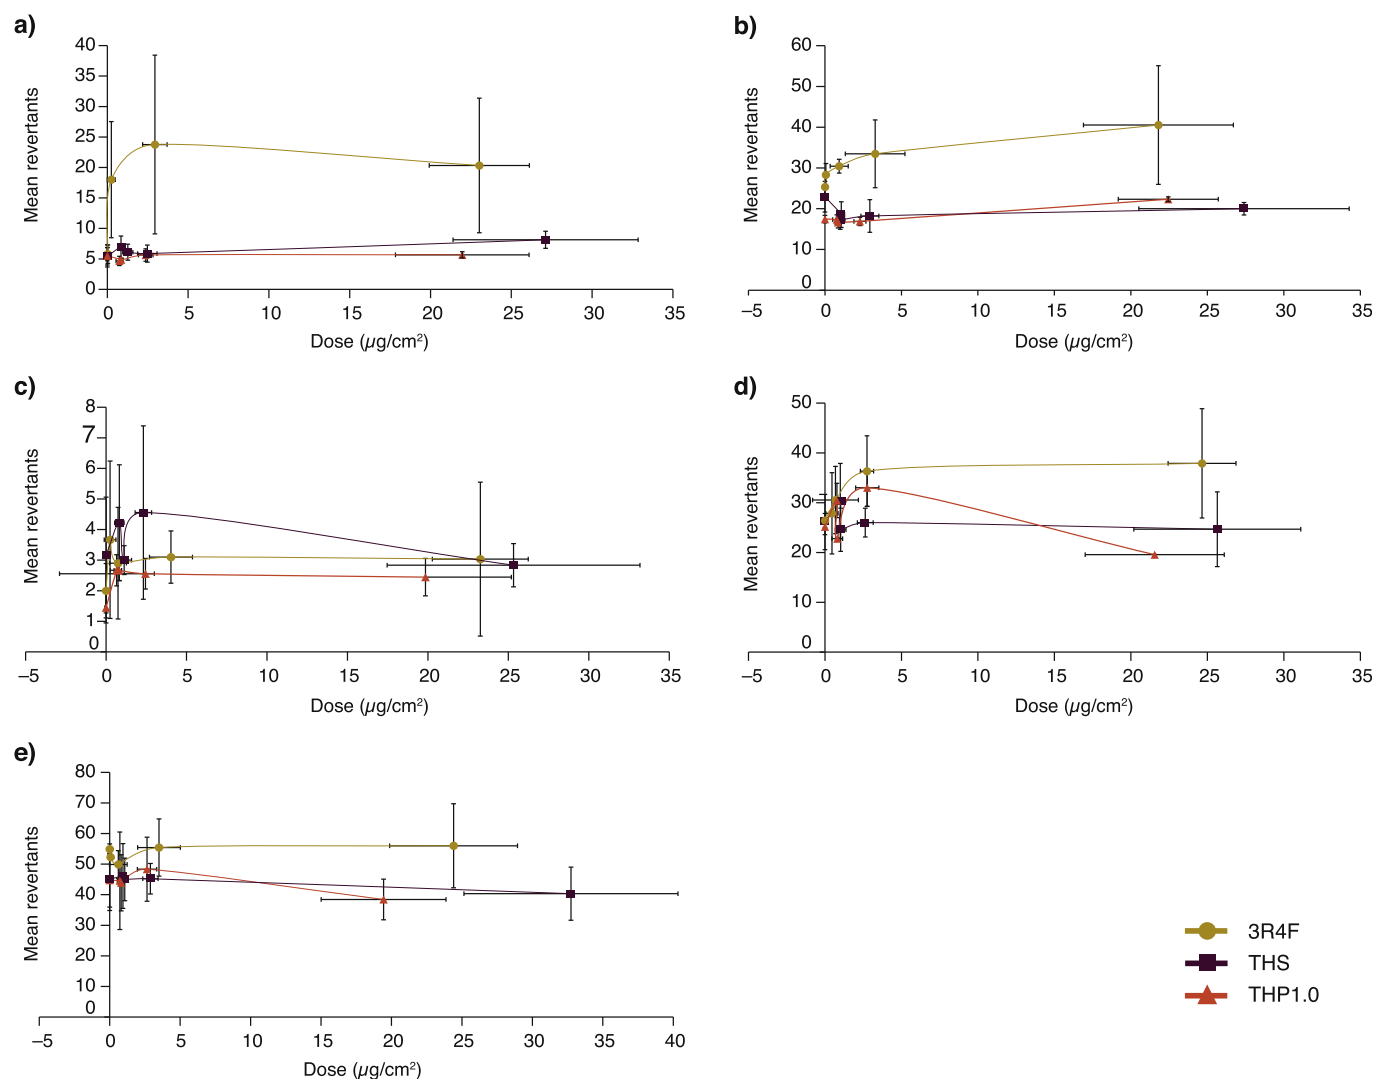 a)
40
35
30
25
20
15
10
5
0
Mean revertants
0 5 10 15 20 25 30 35
Dose (µg/cm²)
b)
60
50
40
30
20
10
0
Mean revertants
–5 0 5 10 15 20 25 30 35
Dose (µg/cm²)
c)
8
7
6
5
4
3
2
1
0
Mean revertants
–5 0 5 10 15 20 25 30 35
Dose (µg/cm²)
d)
50
40
30
20
10
0
Mean revertants
–5 0 5 10 15 20 25 30 35
Dose (µg/cm²)
e)
80
70
60
50
40
30
20
10
0
Mean revertants
–5 0 5 10 15 20 25 30 35 40
Dose (µg/cm²)
3R4F
THS
THP1.0